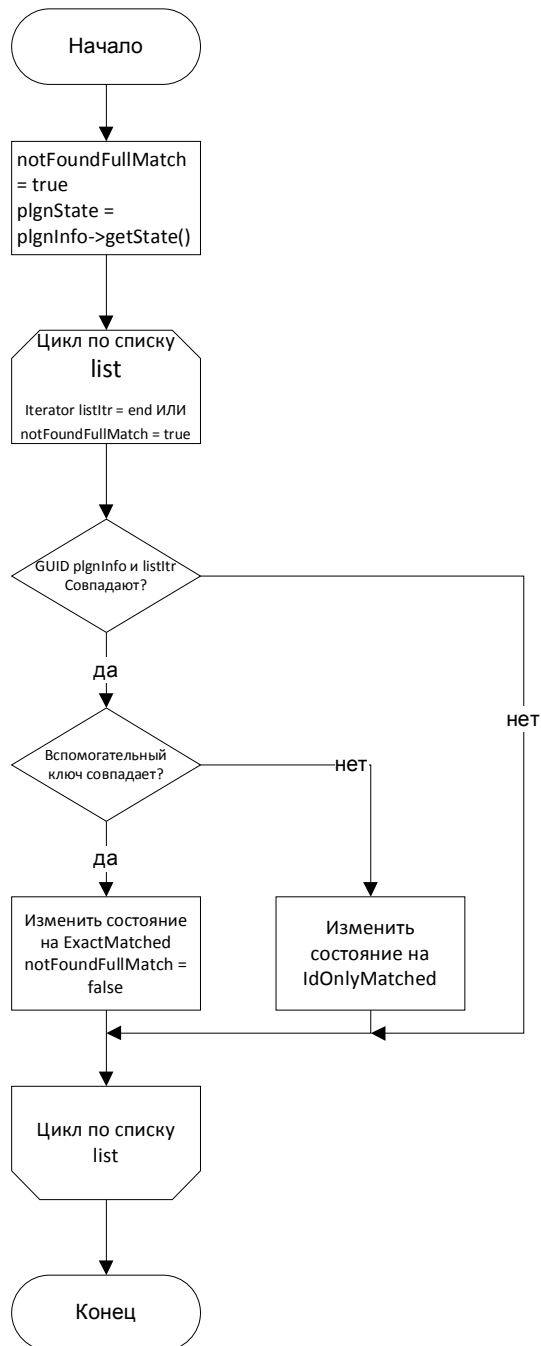 Начало
notFoundFullMatch
= true
plgnState =
plgnInfo->getState()
Цикл по списку
list
Iterator listItr = end ИЛИ
notFoundFullMatch = true
GUID plgnInfo и listItr
Совпадают?
да
нет
Вспомогательный
ключ совпадает?
нет
да
Изменить состояние
на ExactMatched
notFoundFullMatch =
false
Изменить
состояние на
IdOnlyMatched
Цикл по списку
list
Конец